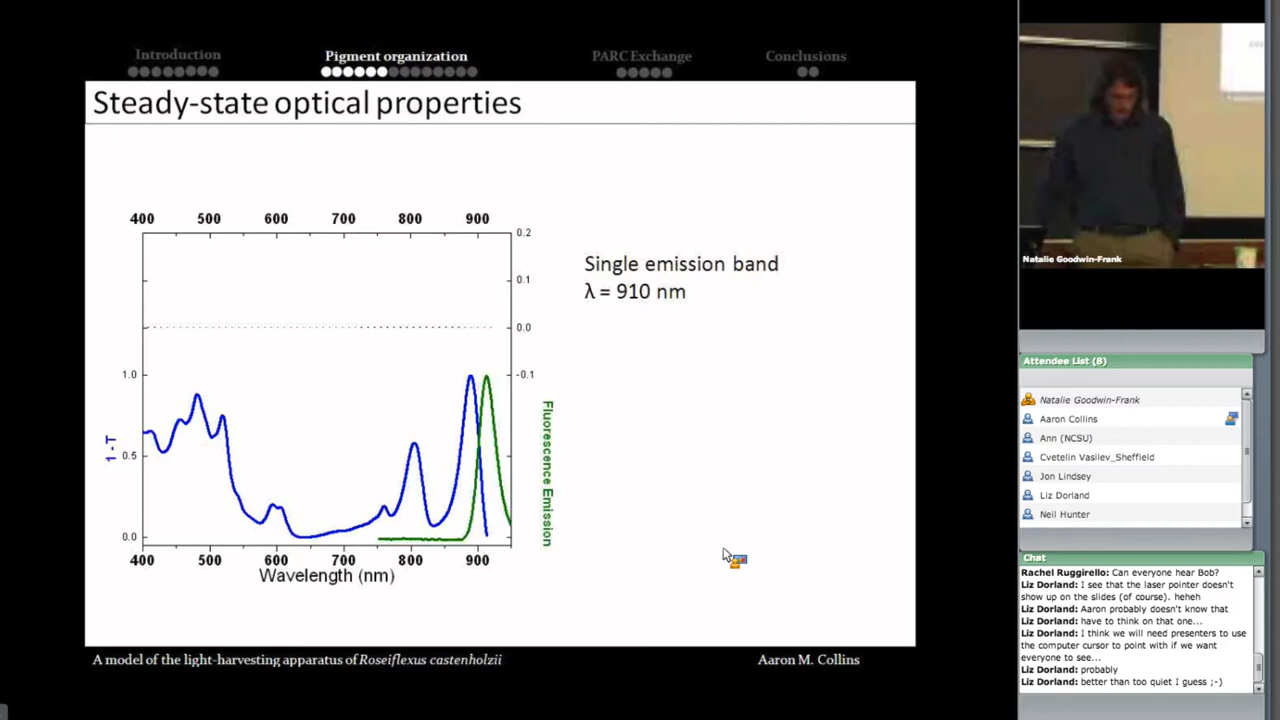 Introduction
Pigment organization
PARC Exchange
Conclusions
Steady-state optical properties
400 500 600 700 800 900
0.2
0.1
0.0
-0.1
1.0
0.5
0.0
1 - T
Fluorescence Emission
400 500 600 700 800 900
Wavelength (nm)
Single emission band
λ = 910 nm
A model of the light-harvesting apparatus of Roseiflexus castenholzii
Aaron M. Collins
Natalie Goodwin-Frank
Attendee List (8)
Natalie Goodwin-Frank
Aaron Collins
Ann (NCSU)
Cvetelin Vasilev_Sheffield
Jon Lindsey
Liz Dorland
Neil Hunter
Chat
Rachel Ruggirello: Can everyone hear Bob?
Liz Dorland: I see that the laser pointer doesn't
show up on the slides (of course). heheh
Liz Dorland: Aaron probably doesn't know that
Liz Dorland: have to think on that one...
Liz Dorland: I think we will need presenters to use
the computer cursor to point with if we want
everyone to see...
Liz Dorland: probably
Liz Dorland: better than too quiet I guess ;-)